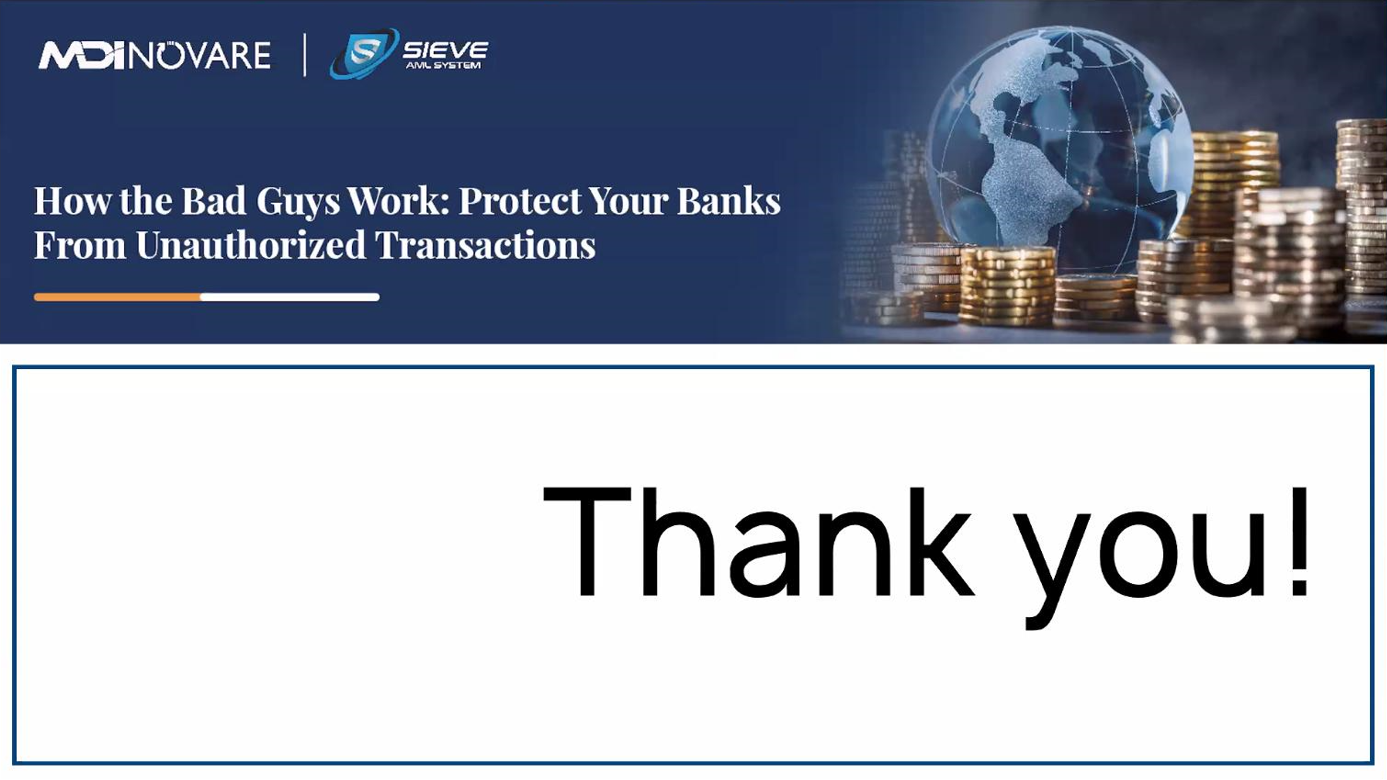 MDINOVARE
SIEVE
AML SYSTEM
How the Bad Guys Work: Protect Your Banks
From Unauthorized Transactions
Thank you!